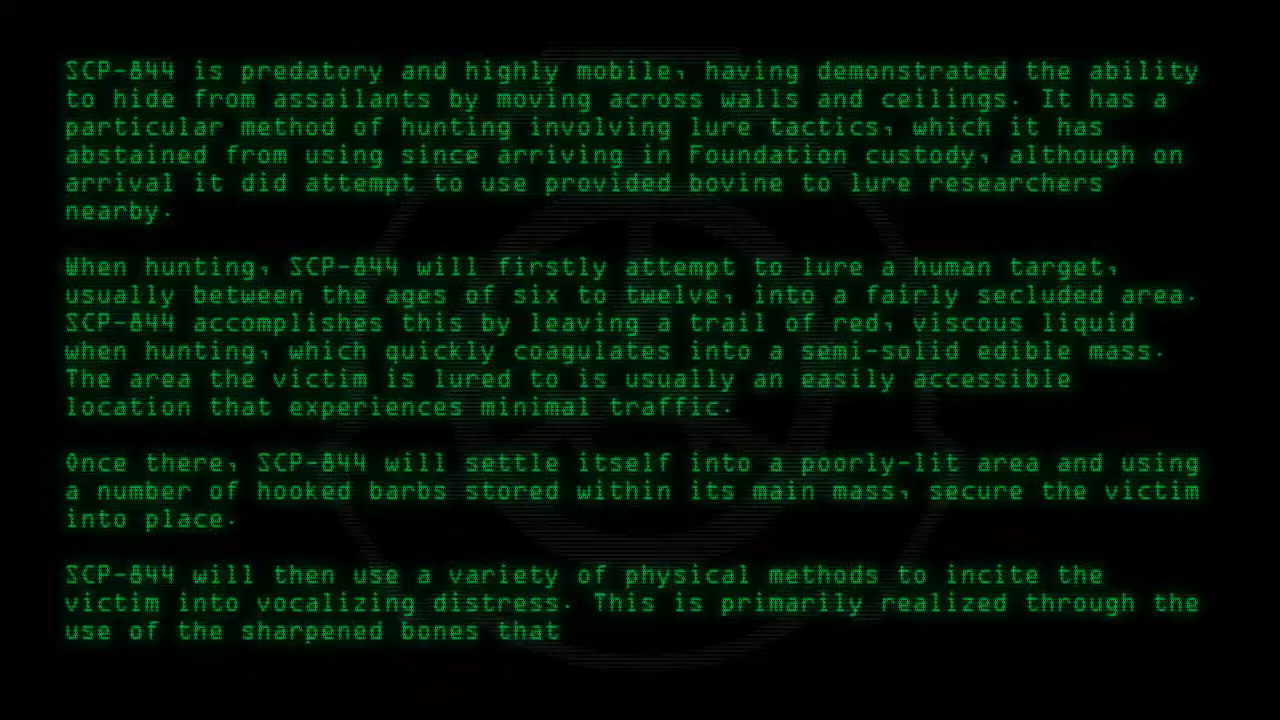 SCP-844 is predatory and highly mobile, having demonstrated the ability
to hide from assailants by moving across walls and ceilings. It has a
particular method of hunting involving lure tactics, which it has
abstained from using since arriving in Foundation custody, although on
arrival it did attempt to use provided bovine to lure researchers
nearby.
When hunting, SCP-844 will firstly attempt to lure a human target,
usually between the ages of six to twelve, into a fairly secluded area.
SCP-844 accomplishes this by leaving a trail of red, viscous liquid
when hunting, which quickly coagulates into a semi-solid edible mass.
The area the victim is lured to is usually an easily accessible
location that experiences minimal traffic.
Once there, SCP-844 will settle itself into a poorly-lit area and using
a number of hooked barbs stored within its main mass, secure the victim
into place.
SCP-844 will then use a variety of physical methods to incite the
victim into vocalizing distress. This is primarily realized through the
use of the sharpened bones that